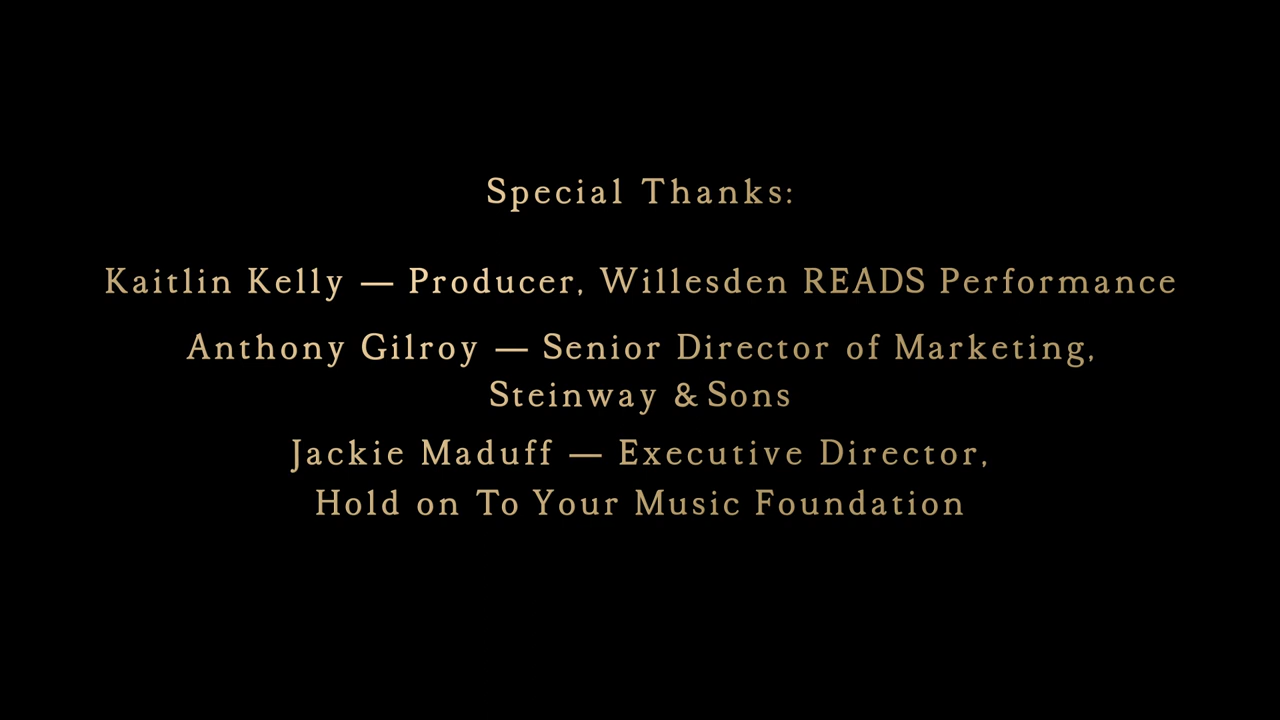 Special Thanks:
Kaitlin Kelly — Producer, Willesden READS Performance
Anthony Gilroy — Senior Director of Marketing,
Steinway & Sons
Jackie Maduff — Executive Director,
Hold on To Your Music Foundation